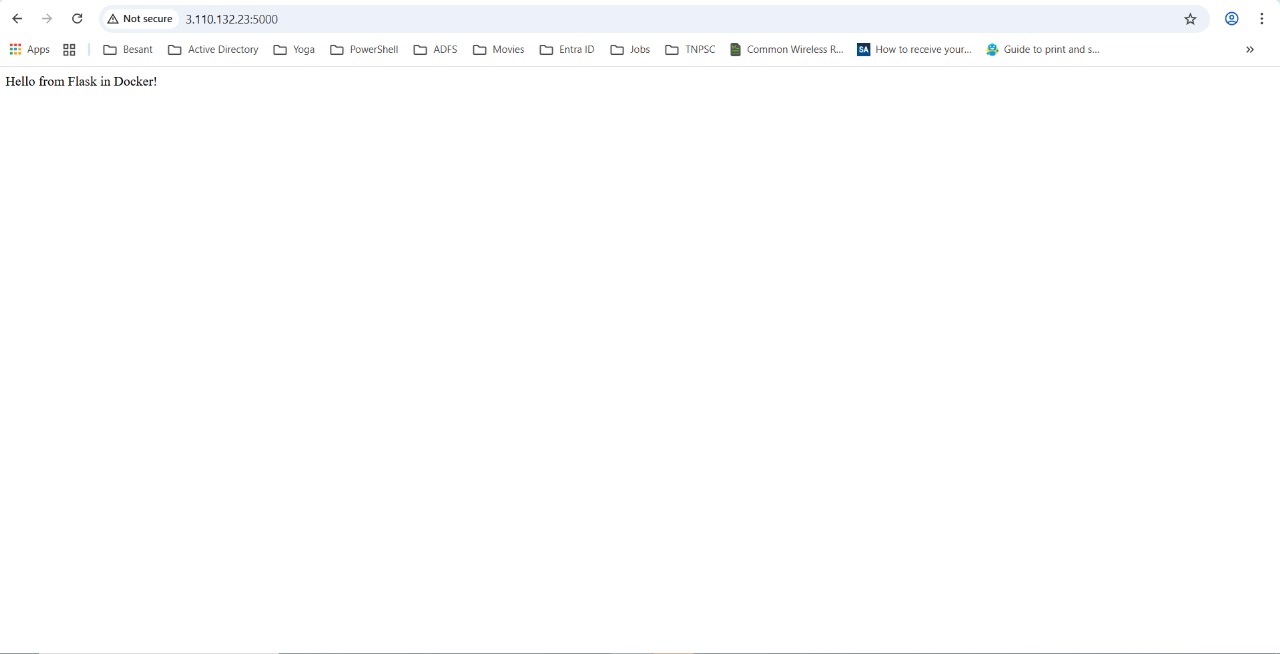 Not secure 3.110.132.23:5000
Apps Besant Active Directory Yoga PowerShell ADFS Movies Entra ID Jobs TNPSC Common Wireless R... SA How to receive your... Guide to print and s...
Hello from Flask in Docker!